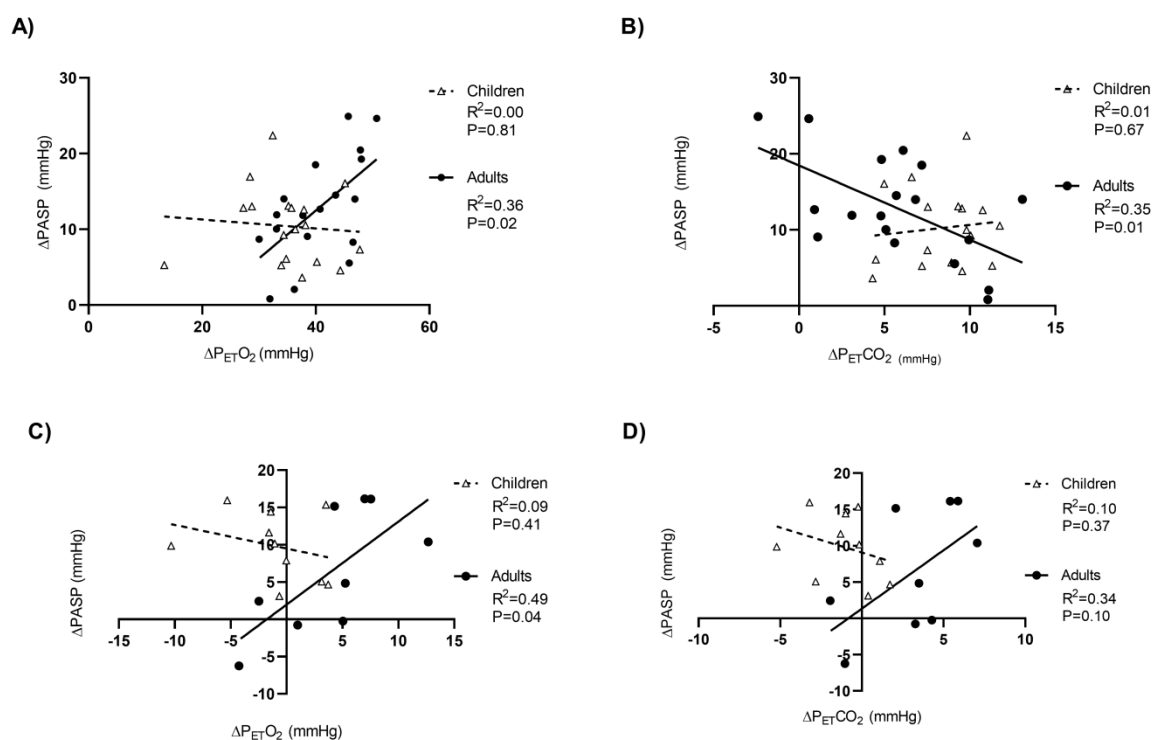 A)
30
20
10
0
0
20
40
60
ΔPASP (mmHg)
ΔPETO2 (mmHg)
Children
R2=0.00
P=0.81
Adults
R2=0.36
P=0.02
B)
30
20
10
-5
0
5
10
15
ΔPASP (mmHg)
ΔPETCO2 (mmHg)
Children
R2=0.01
P=0.67
Adults
R2=0.35
P=0.01
C)
20
15
10
5
-5
-10
-15
-10
-5
0
5
10
15
ΔPASP (mmHg)
ΔPETO2 (mmHg)
Children
R2=0.09
P=0.41
Adults
R2=0.49
P=0.04
D)
20
15
10
5
-5
-10
-10
-5
0
5
10
ΔPASP (mmHg)
ΔPETCO2 (mmHg)
Children
R2=0.10
P=0.37
Adults
R2=0.34
P=0.10